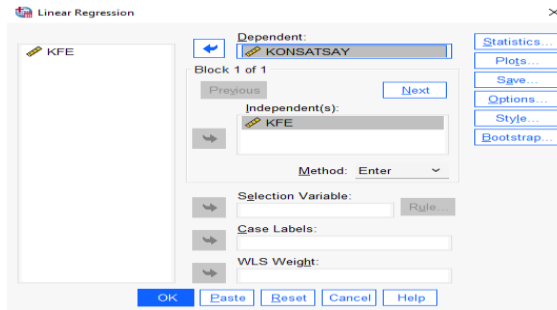 Linear Regression
KFE
Dependent:
KONSATSAY
Block 1 of 1
Previous
Next
Independent(s):
KFE
Method: Enter
Selection Variable:
Rule...
Case Labels:
WLS Weight:
Statistics...
Plots...
Save...
Options...
Style...
Bootstrap...
OK Paste Reset Cancel Help